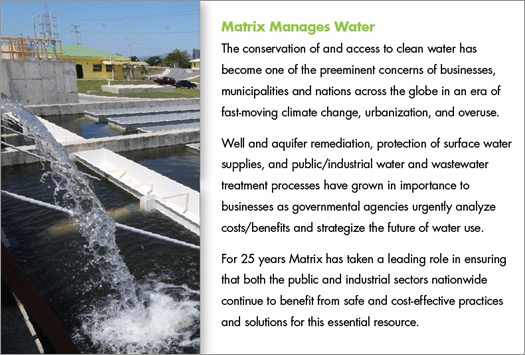 Matrix Manages Water
The conservation of and access to clean water has
become one of the preeminent concerns of businesses,
municipalities and nations across the globe in an era of
fast-moving climate change, urbanization, and overuse.
Well and aquifer remediation, protection of surface water
supplies, and public/industrial water and wastewater
treatment processes have grown in importance to
businesses as governmental agencies urgently analyze
costs/benefits and strategize the future of water use.
For 25 years Matrix has taken a leading role in ensuring
that both the public and industrial sectors nationwide
continue to benefit from safe and cost-effective practices
and solutions for this essential resource.